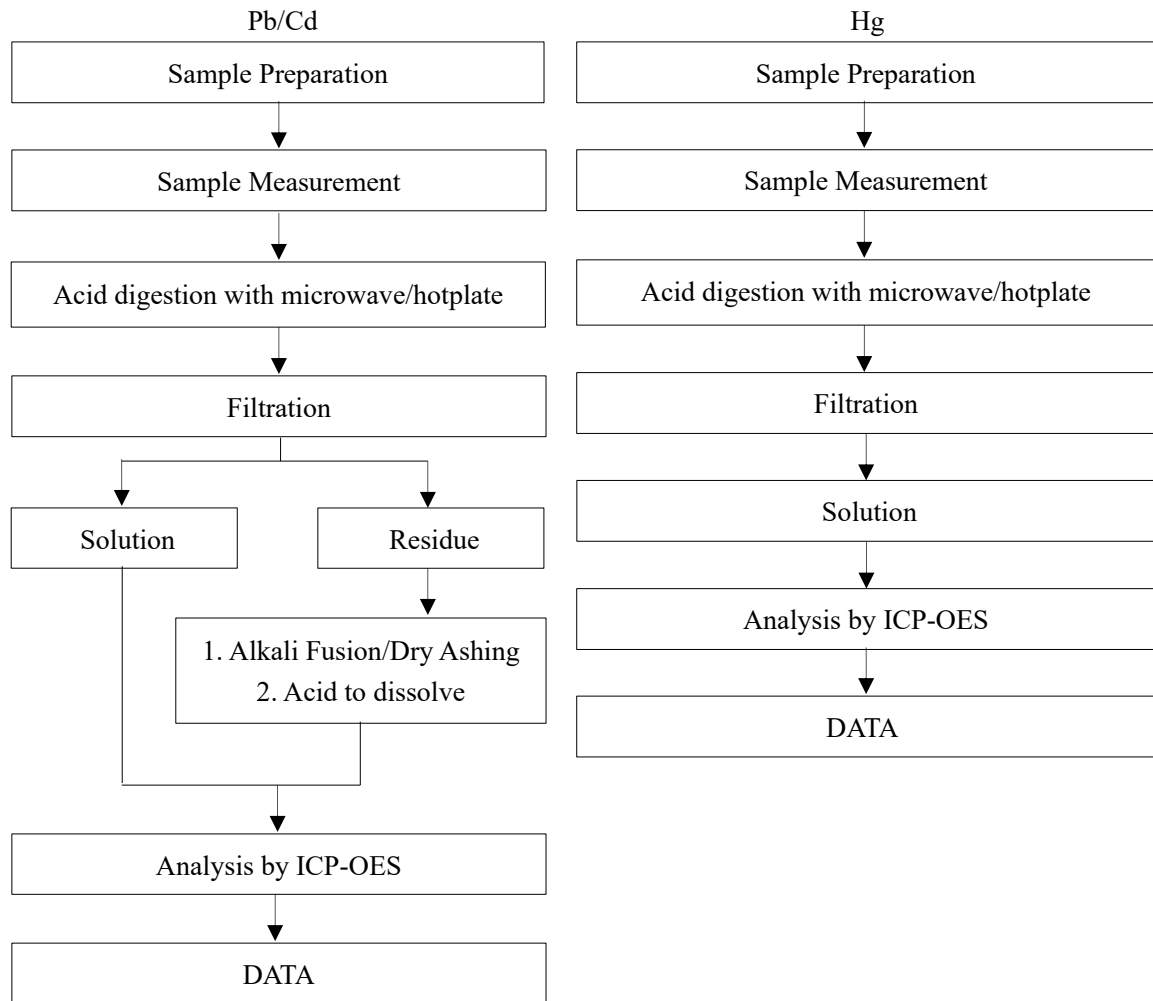 Pb/Cd
Sample Preparation
Sample Measurement
Acid digestion with microwave/hotplate
Filtration
Solution
Residue
1. Alkali Fusion/Dry Ashing
2. Acid to dissolve
Analysis by ICP-OES
DATA
Hg
Sample Preparation
Sample Measurement
Acid digestion with microwave/hotplate
Filtration
Solution
Analysis by ICP-OES
DATA